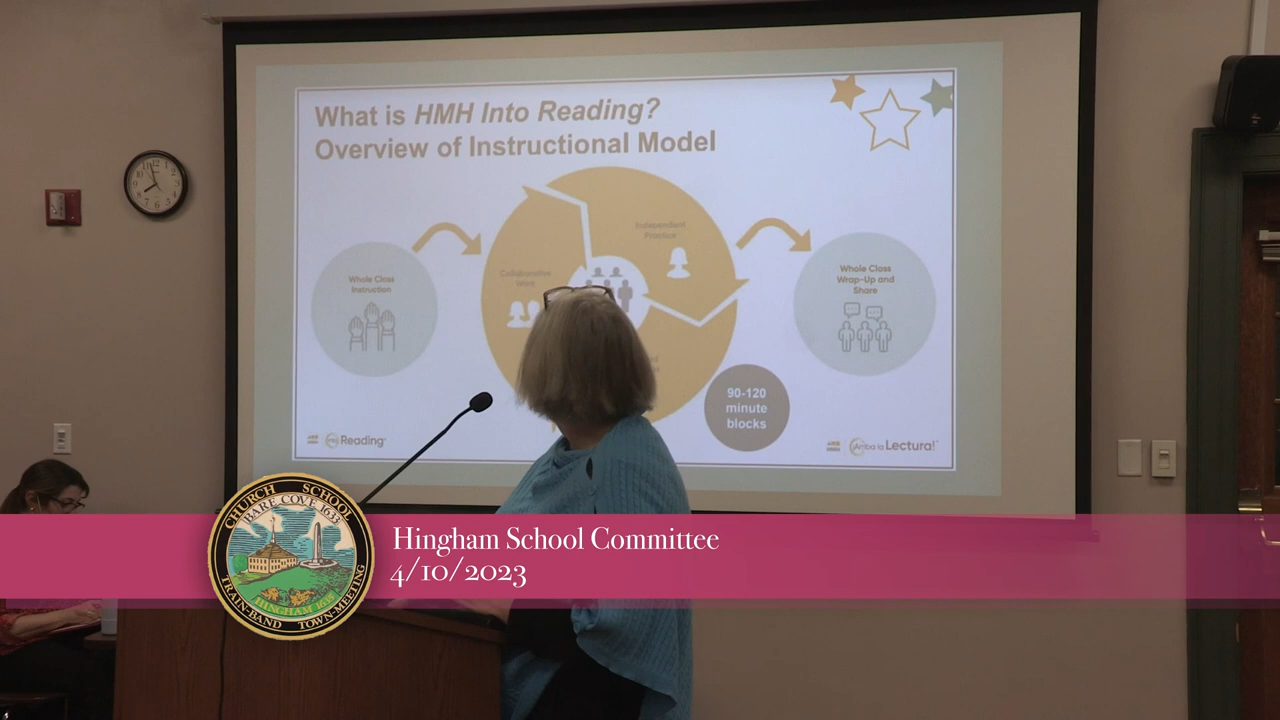 What is HMH Into Reading?
Overview of Instructional Model
Whole Class
Instruction
Collaborative
Work
Independent
Practice
Whole Class
Wrap-Up and
Share
90-120
minute
blocks
Reading
¡Arriba la Lectura!
Hingham School Committee
4/10/2023
CHURCH SCHOOL
BARE COVE 1633
HINGHAM 1635
TRAIN-BAND TOWN-MEETING